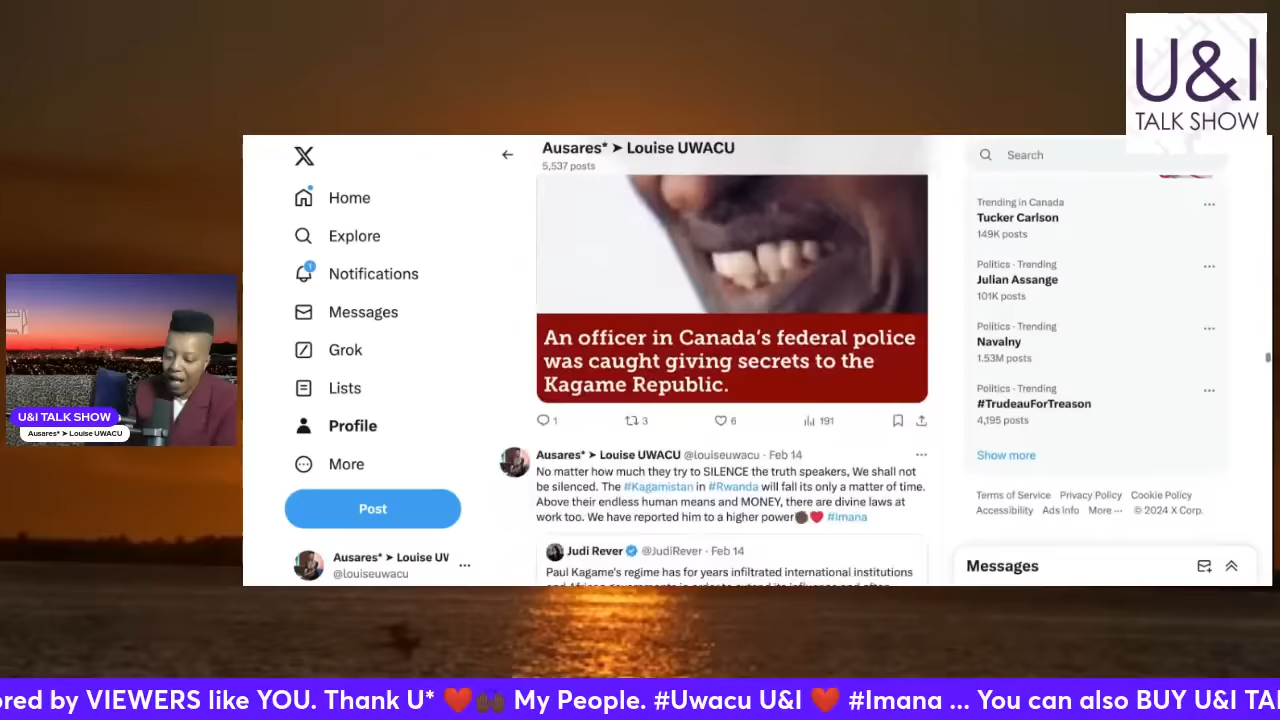 U&I
TALK SHOW
Ausares* ➤ Louise UWACU
5,537 posts
Home
Explore
1
Notifications
Messages
Grok
Lists
Profile
More
Post
Ausares* ➤ Louise UV
@louiseuwacu
An officer in Canada's federal police
was caught giving secrets to the
Kagame Republic.
1
3
6
191
Ausares* ➤ Louise UWACU @louiseuwacu · Feb 14
No matter how much they try to SILENCE the truth speakers, We shall not
be silenced. The #Kagamistan in #Rwanda will fall its only a matter of time.
Above their endless human means and MONEY, there are divine laws at
work too. We have reported him to a higher power✊🏿❤️ #Imana
Judi Rever @JudiRever · Feb 14
Paul Kagame's regime has for years infiltrated international institutions
Search
Trending in Canada
Tucker Carlson
149K posts
Politics · Trending
Julian Assange
101K posts
Politics · Trending
Navalny
1.53M posts
Politics · Trending
#TrudeauForTreason
4,195 posts
Show more
Terms of Service Privacy Policy Cookie Policy
Accessibility Ads Info More ··· © 2024 X Corp.
Messages
U&I TALK SHOW
Ausares* ➤ Louise UWACU
ored by VIEWERS like YOU. Thank U* ❤️🙌🏿 My People. #Uwacu U&I ❤️ #Imana ... You can also BUY U&I TAL